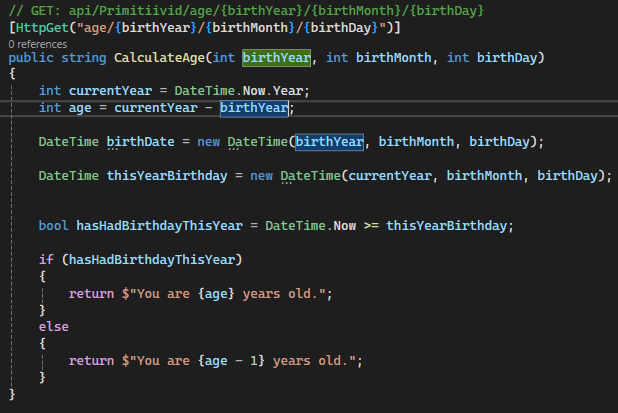 // GET: api/Primitiivid/age/{birthYear}/{birthMonth}/{birthDay}
[HttpGet("age/{birthYear}/{birthMonth}/{birthDay}")]
0 references
public string CalculateAge(int birthYear, int birthMonth, int birthDay)
{
    int currentYear = DateTime.Now.Year;
    int age = currentYear - birthYear;
    DateTime birthDate = new DateTime(birthYear, birthMonth, birthDay);
    DateTime thisYearBirthday = new DateTime(currentYear, birthMonth, birthDay);
    bool hasHadBirthdayThisYear = DateTime.Now >= thisYearBirthday;
    if (hasHadBirthdayThisYear)
    {
        return $"You are {age} years old.";
    }
    else
    {
        return $"You are {age - 1} years old.";
    }
}